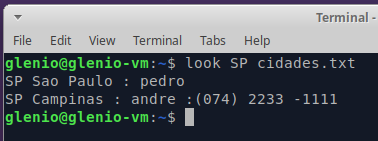 Terminal -
File Edit View Terminal Tabs Help
glenio@glenio-vm:~$ look SP cidades.txt
SP Sao Paulo : pedro
SP Campinas : andre :(074) 2233 -1111
glenio@glenio-vm:~$